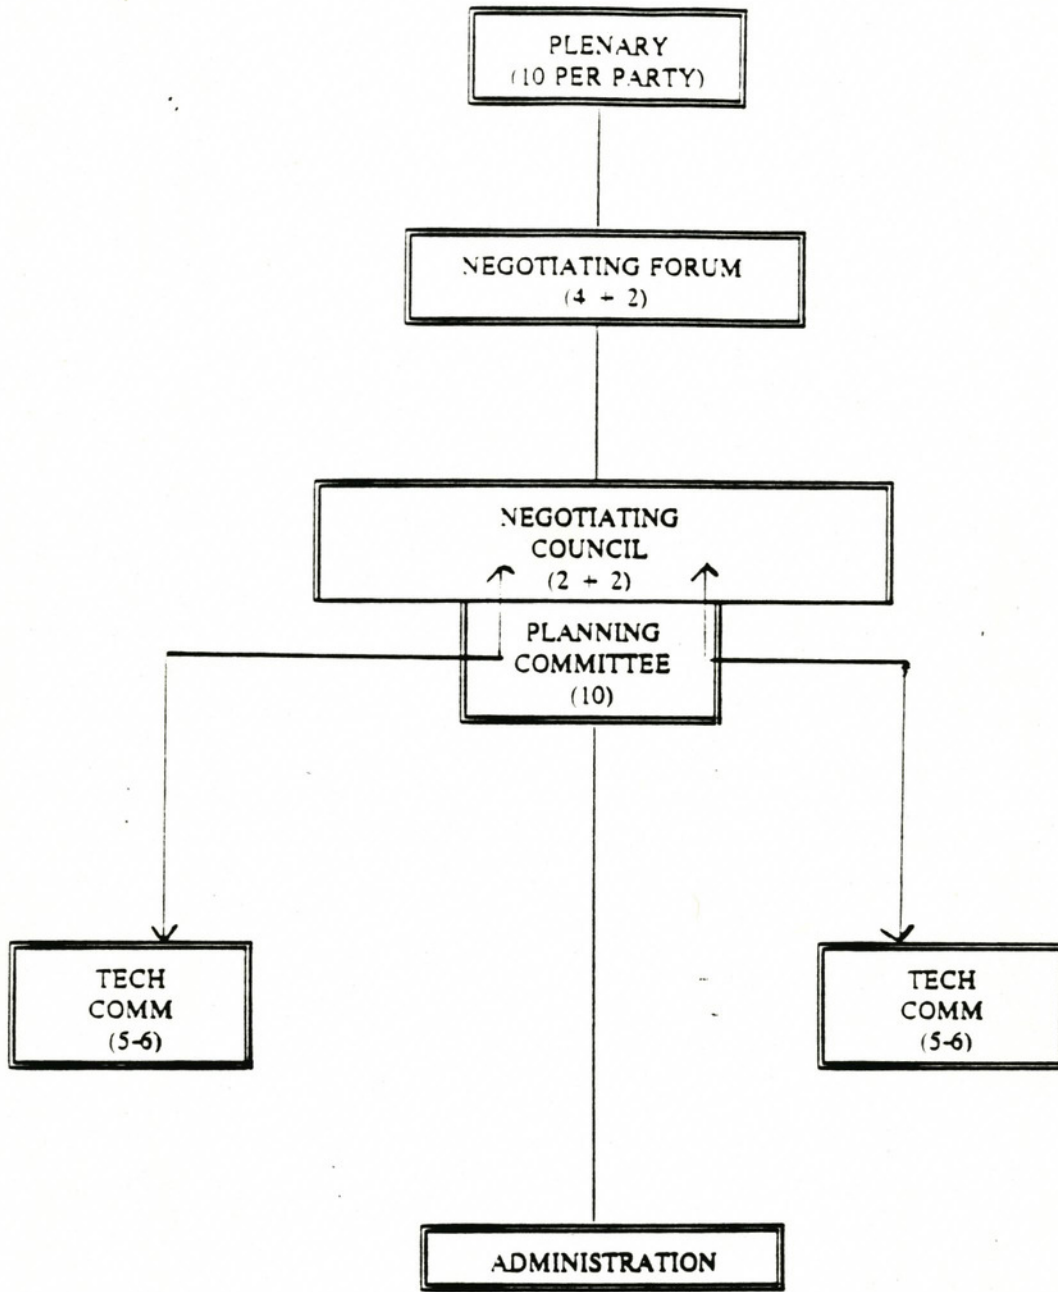 PLENARY
(10 PER PARTY)
NEGOTIATING FORUM
(4 + 2)
NEGOTIATING
COUNCIL
(2 + 2)
PLANNING
COMMITTEE
(10)
TECH
COMM
(5-6)
TECH
COMM
(5-6)
ADMINISTRATION